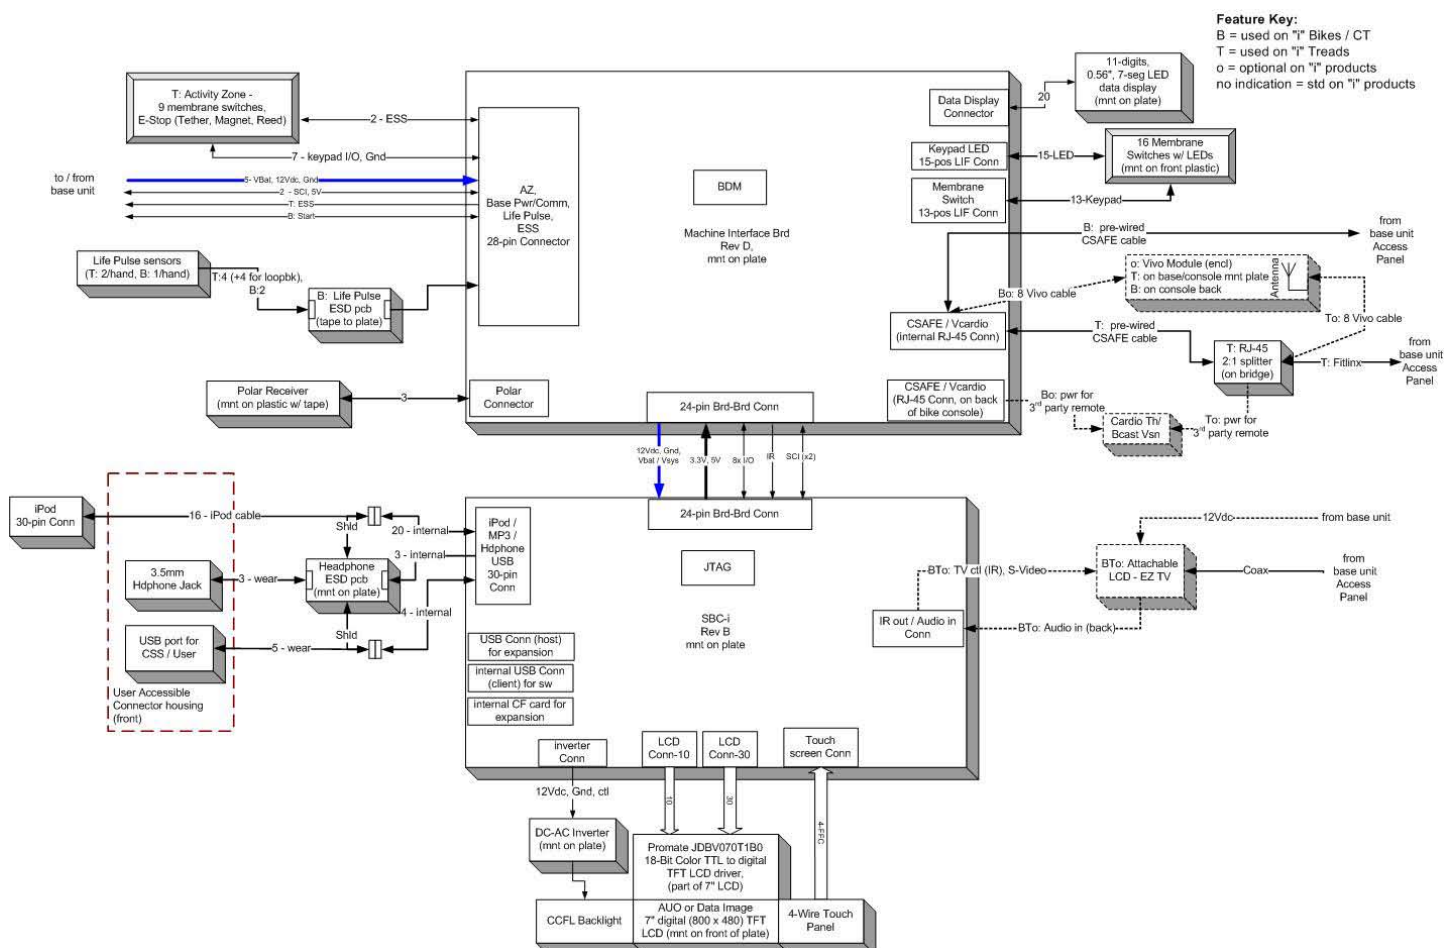 Feature Key:
B = used on "i" Bikes / CT
T = used on "i" Treads
o = optional on "i" products
no indication = std on "i" products
T: Activity Zone -
9 membrane switches,
E-Stop (Tether, Magnet, Reed)
2 - ESS
7 - keypad I/O, Gnd
to / from
base unit
5- VBat, 12Vdc, Gnd
2 - SCI, 5V
T: ESS
B: Start
AZ,
Base Pwr/Comm,
Life Pulse,
ESS
28-pin Connector
Life Pulse sensors
(T: 2/hand, B: 1/hand)
T:4 (+4 for loopbk),
B:2
B: Life Pulse
ESD pcb
(tape to plate)
Polar Receiver
(mnt on plastic w/ tape)
3
Polar
Connector
BDM
Machine Interface Brd
Rev D,
mnt on plate
Data Display
Connector
20
11-digits,
0.56", 7-seg LED
data display
(mnt on plate)
Keypad LED
15-pos LIF Conn
15-LED
16 Membrane
Switches w/ LEDs
(mnt on front plastic)
Membrane
Switch
13-pos LIF Conn
13-Keypad
B: pre-wired
CSAFE cable
from
base unit
Access
Panel
o: Vivo Module (encl)
T: on base/console mnt plate
B: on console back
Antenna
Bo: 8 Vivo cable
To: 8 Vivo cable
CSAFE / Vcardio
(internal RJ-45 Conn)
T: pre-wired
CSAFE cable
T: RJ-45
2:1 splitter
(on bridge)
T: Fitlinx
from
base unit
Access
Panel
CSAFE / Vcardio
(RJ-45 Conn, on back
of bike console)
Bo: pwr for
3rd party remote
Cardio Th/
Bcast Vsn
To: pwr for
3rd party remote
24-pin Brd-Brd Conn
12Vdc, Gnd,
Vbat / Vsys
3.3V, 5V
8x I/O
IR
SCI (x2)
24-pin Brd-Brd Conn
iPod
30-pin Conn
16 - iPod cable
Shld
20 - internal
3 - internal
4 - internal
iPod /
MP3 /
Hdphone
USB
30-pin
Conn
3.5mm
Hdphone Jack
3 - wear
Headphone
ESD pcb
(mnt on plate)
Shld
USB port for
CSS / User
5 - wear
User Accessible
Connector housing
(front)
JTAG
SBC-i
Rev B
mnt on plate
USB Conn (host)
for expansion
internal USB Conn
(client) for sw
internal CF card for
expansion
IR out / Audio in
Conn
BTo: TV ctl (IR), S-Video
BTo: Audio in (back)
12Vdc
from base unit
BTo: Attachable
LCD - EZ TV
Coax
from
base unit
Access
Panel
inverter
Conn
LCD
Conn-10
LCD
Conn-30
Touch
screen Conn
12Vdc, Gnd, ctl
10
30
4-FFC
DC-AC Inverter
(mnt on plate)
Promate JDBV070T1B0
18-Bit Color TTL to digital
TFT LCD driver,
(part of 7" LCD)
CCFL Backlight
AUO or Data Image
7" digital (800 x 480) TFT
LCD (mnt on front of plate)
4-Wire Touch
Panel